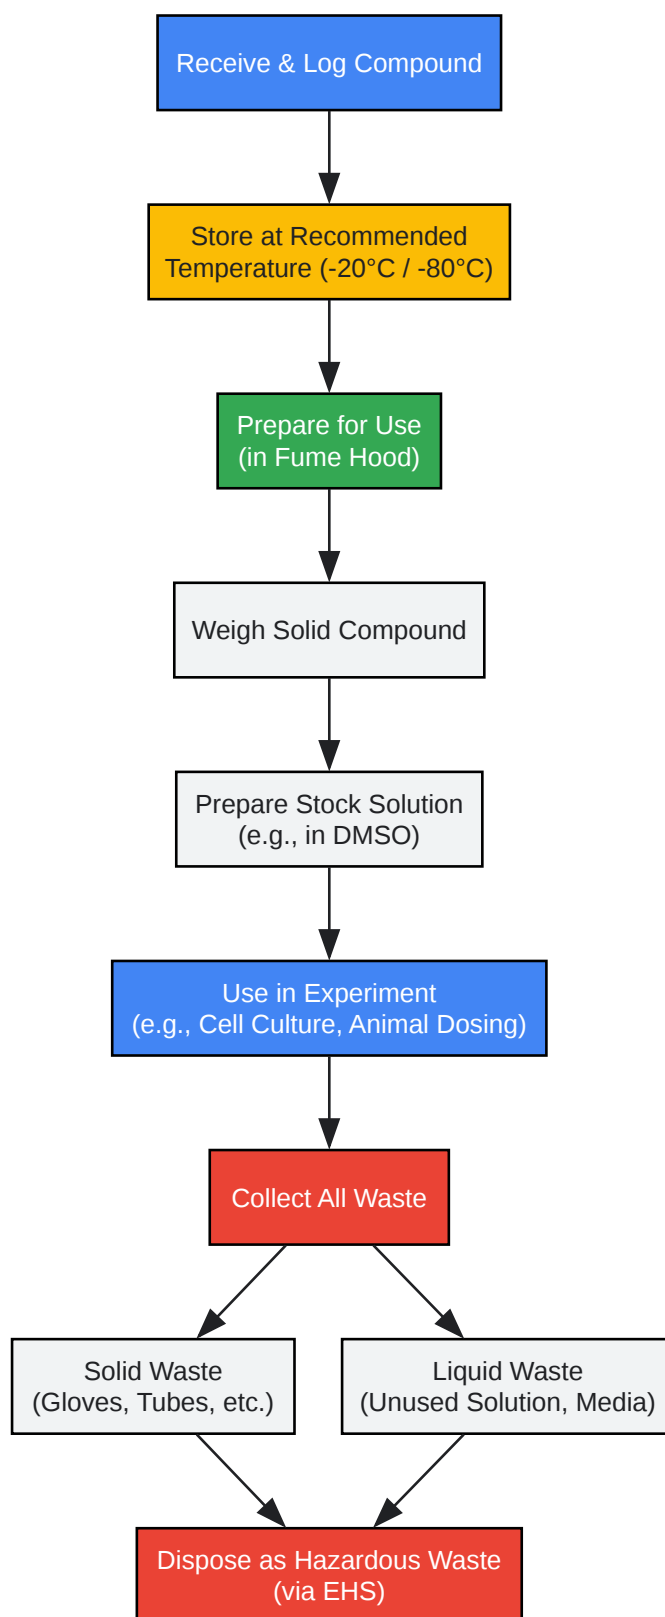 Receive & Log Compound
Store at Recommended
Temperature (-20°C / -80°C)
Prepare for Use
(in Fume Hood)
Weigh Solid Compound
Prepare Stock Solution
(e.g., in DMSO)
Use in Experiment
(e.g., Cell Culture, Animal Dosing)
Collect All Waste
Solid Waste
(Gloves, Tubes, etc.)
Liquid Waste
(Unused Solution, Media)
Dispose as Hazardous Waste
(via EHS)